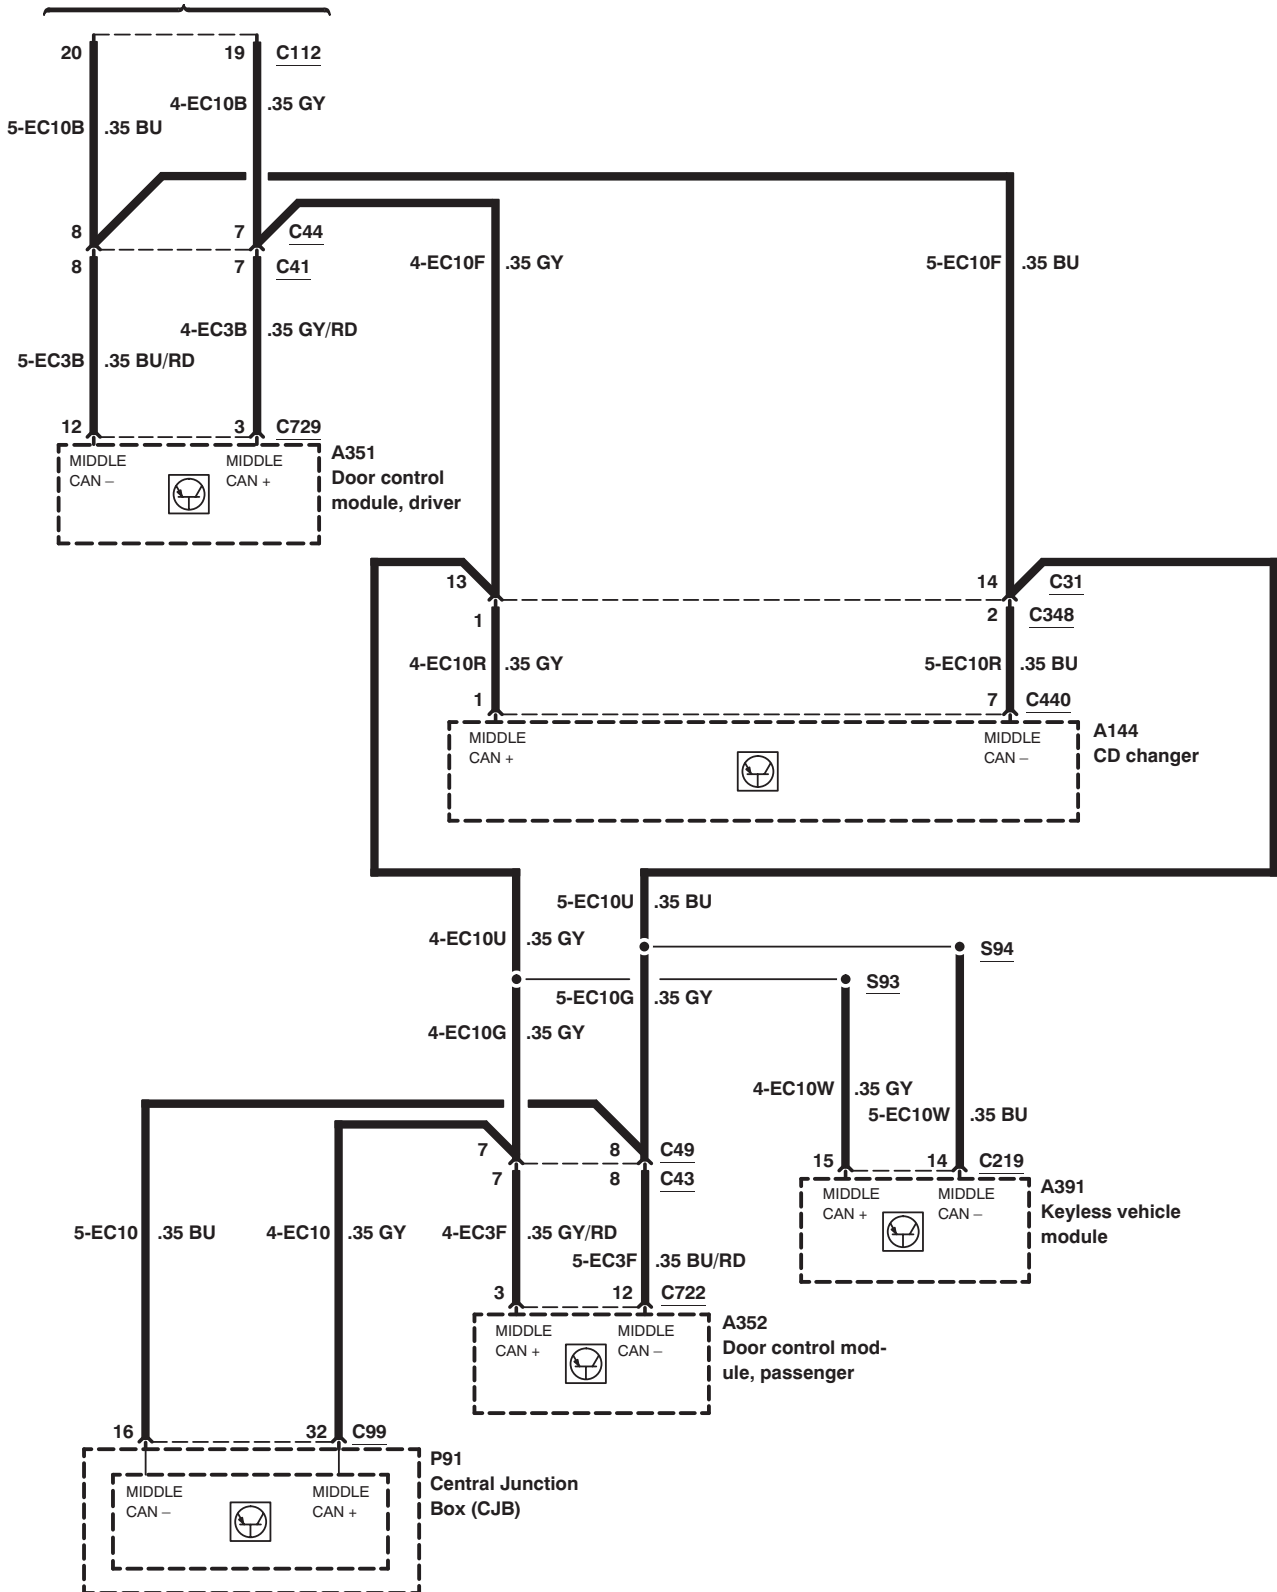 20 19 C112
4-EC10B .35 GY
5-EC10B .35 BU
8 7 C44
8 7 C41
4-EC10F .35 GY 5-EC10F .35 BU
4-EC3B .35 GY/RD
5-EC3B .35 BU/RD
12 3 C729
MIDDLE MIDDLE
CAN – CAN +
A351
Door control
module, driver
13 14 C31
1 2 C348
4-EC10R .35 GY 5-EC10R .35 BU
1 7 C440
MIDDLE MIDDLE
CAN + CAN –
A144
CD changer
5-EC10U .35 BU
4-EC10U .35 GY
S94
S93
5-EC10G .35 GY
4-EC10G .35 GY
4-EC10W .35 GY
5-EC10W .35 BU
7 8 C49
7 8 C43
15 14 C219
MIDDLE MIDDLE
CAN + CAN –
A391
Keyless vehicle
module
5-EC10 .35 BU 4-EC10 .35 GY 4-EC3F .35 GY/RD
5-EC3F .35 BU/RD
3 12 C722
MIDDLE MIDDLE
CAN + CAN –
A352
Door control mod-
ule, passenger
16 32 C99
P91
Central Junction
Box (CJB)
MIDDLE MIDDLE
CAN – CAN +